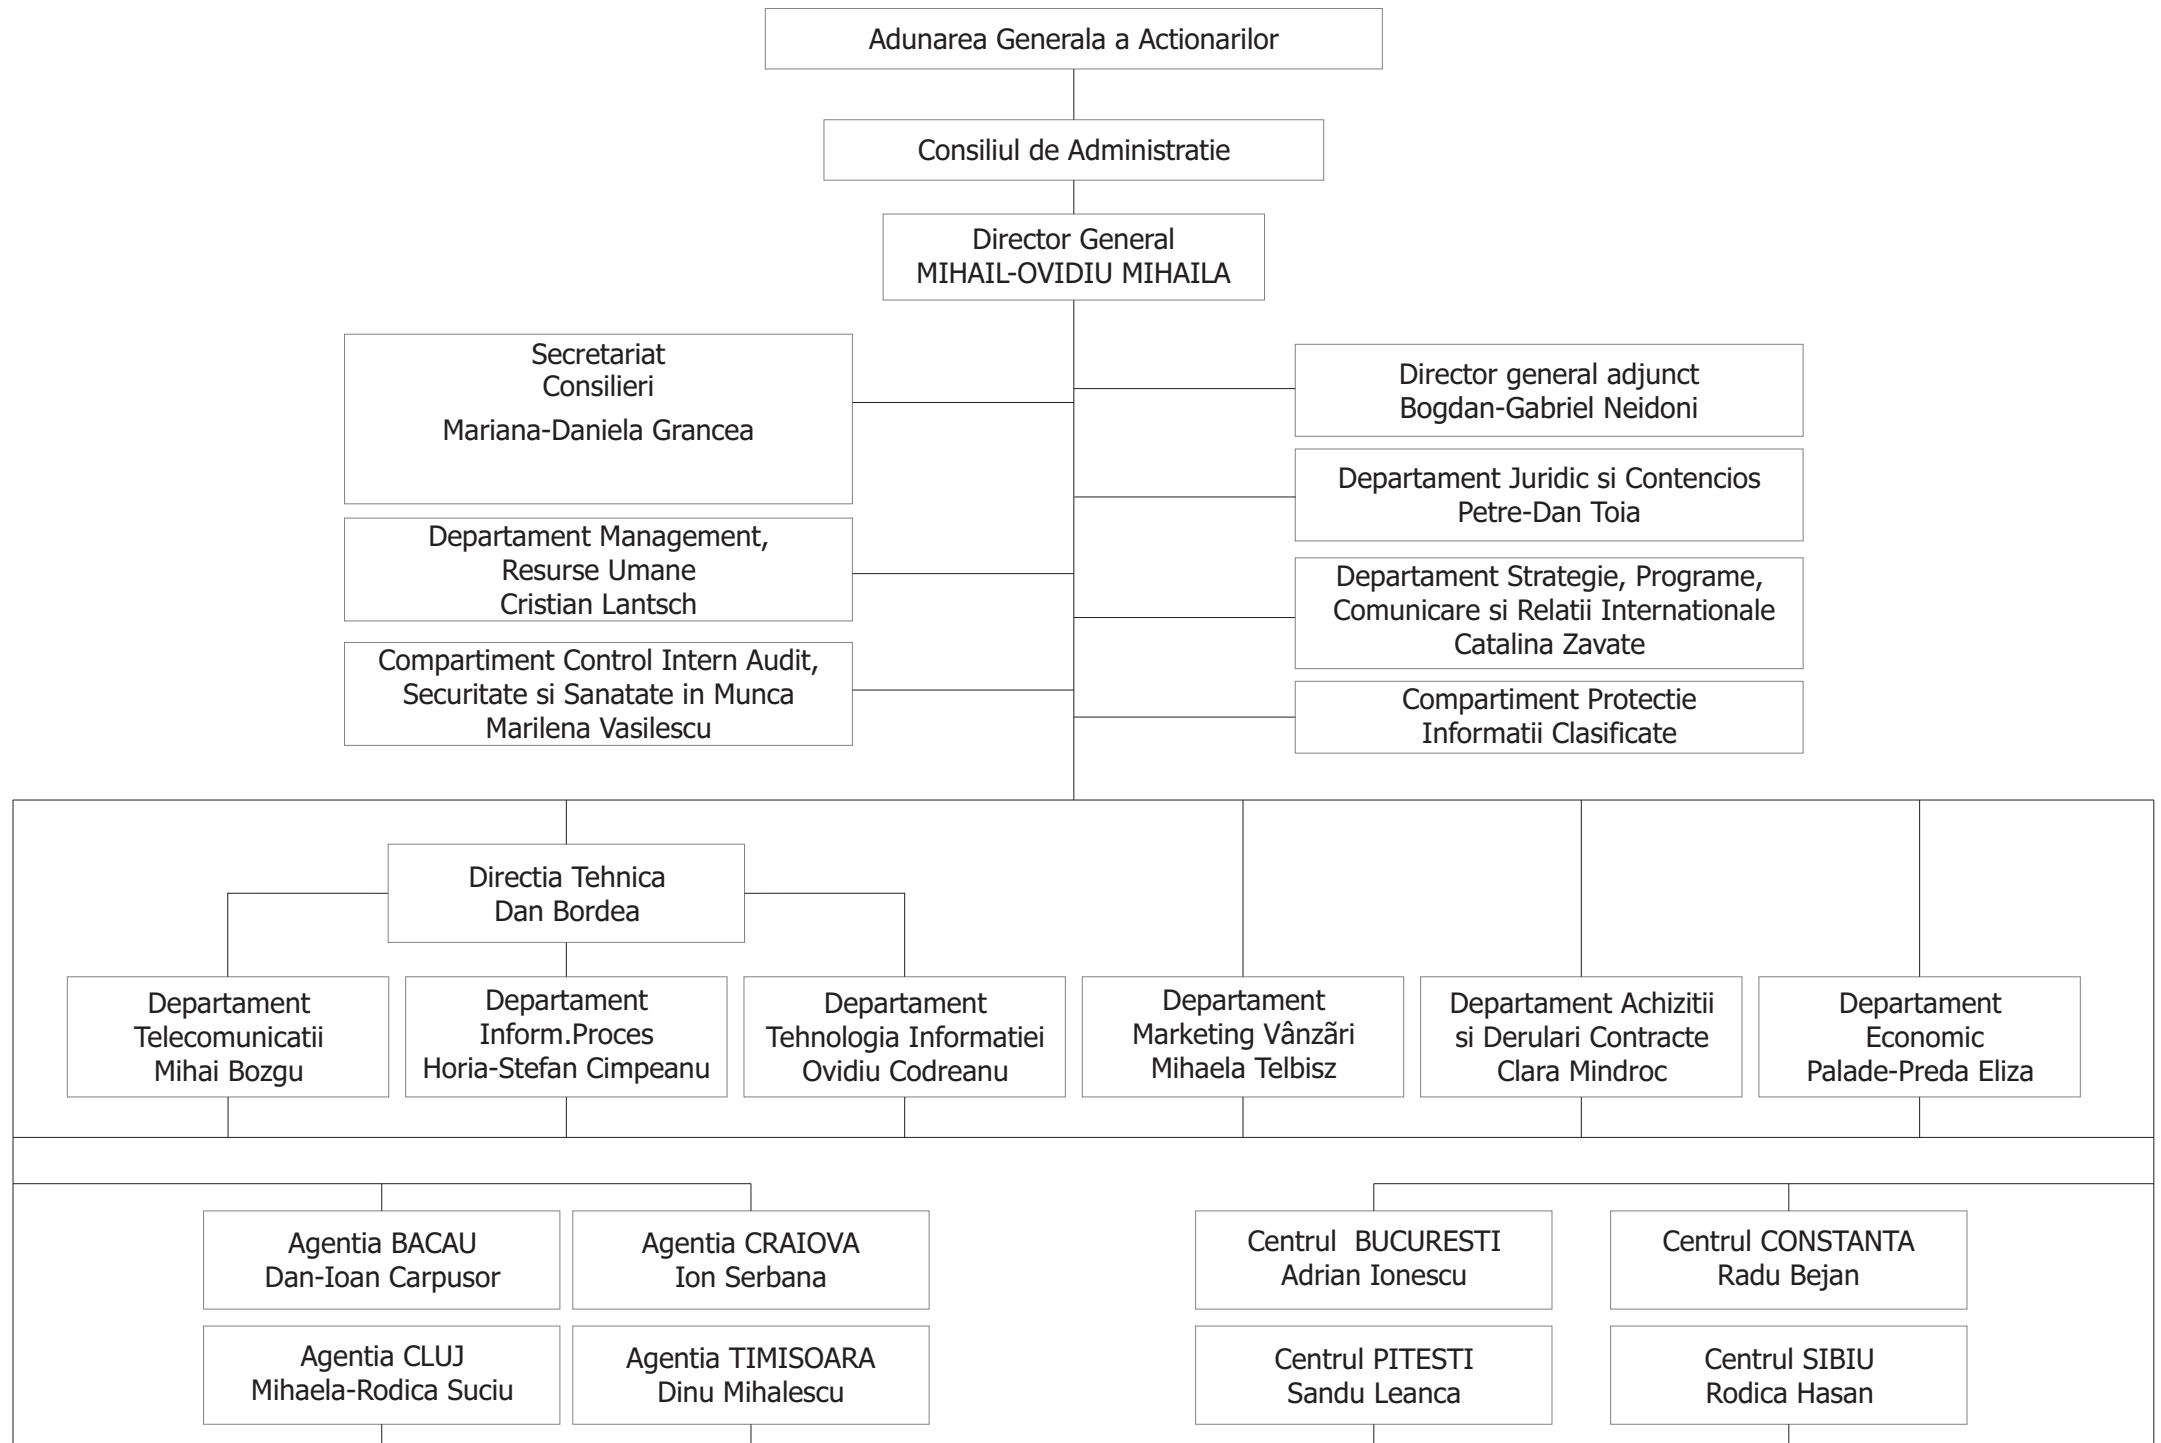 Adunarea Generala a Actionarilor
Consiliul de Administratie
Director General
MIHAIL-OVIDIU MIHAILA
Secretariat
Consilieri
Mariana-Daniela Grancea
Director general adjunct
Bogdan-Gabriel Neidoni
Departament Juridic si Contencios
Petre-Dan Toia
Departament Management,
Resurse Umane
Cristian Lantsch
Departament Strategie, Programe,
Comunicare si Relatii Internationale
Catalina Zavate
Compartiment Control Intern Audit,
Securitate si Sanatate in Munca
Marilena Vasilescu
Compartiment Protectie
Informatii Clasificate
Directia Tehnica
Dan Bordea
Departament
Telecomunicatii
Mihai Bozgu
Departament
Inform.Proces
Horia-Stefan Cimpeanu
Departament
Tehnologia Informatiei
Ovidiu Codreanu
Departament
Marketing Vânzãri
Mihaela Telbisz
Departament Achizitii
si Derulari Contracte
Clara Mindroc
Departament
Economic
Palade-Preda Eliza
Agentia BACAU
Dan-Ioan Carpusor
Agentia CRAIOVA
Ion Serbana
Centrul  BUCURESTI
Adrian Ionescu
Centrul CONSTANTA
Radu Bejan
Agentia CLUJ
Mihaela-Rodica Suciu
Agentia TIMISOARA
Dinu Mihalescu
Centrul PITESTI
Sandu Leanca
Centrul SIBIU
Rodica Hasan